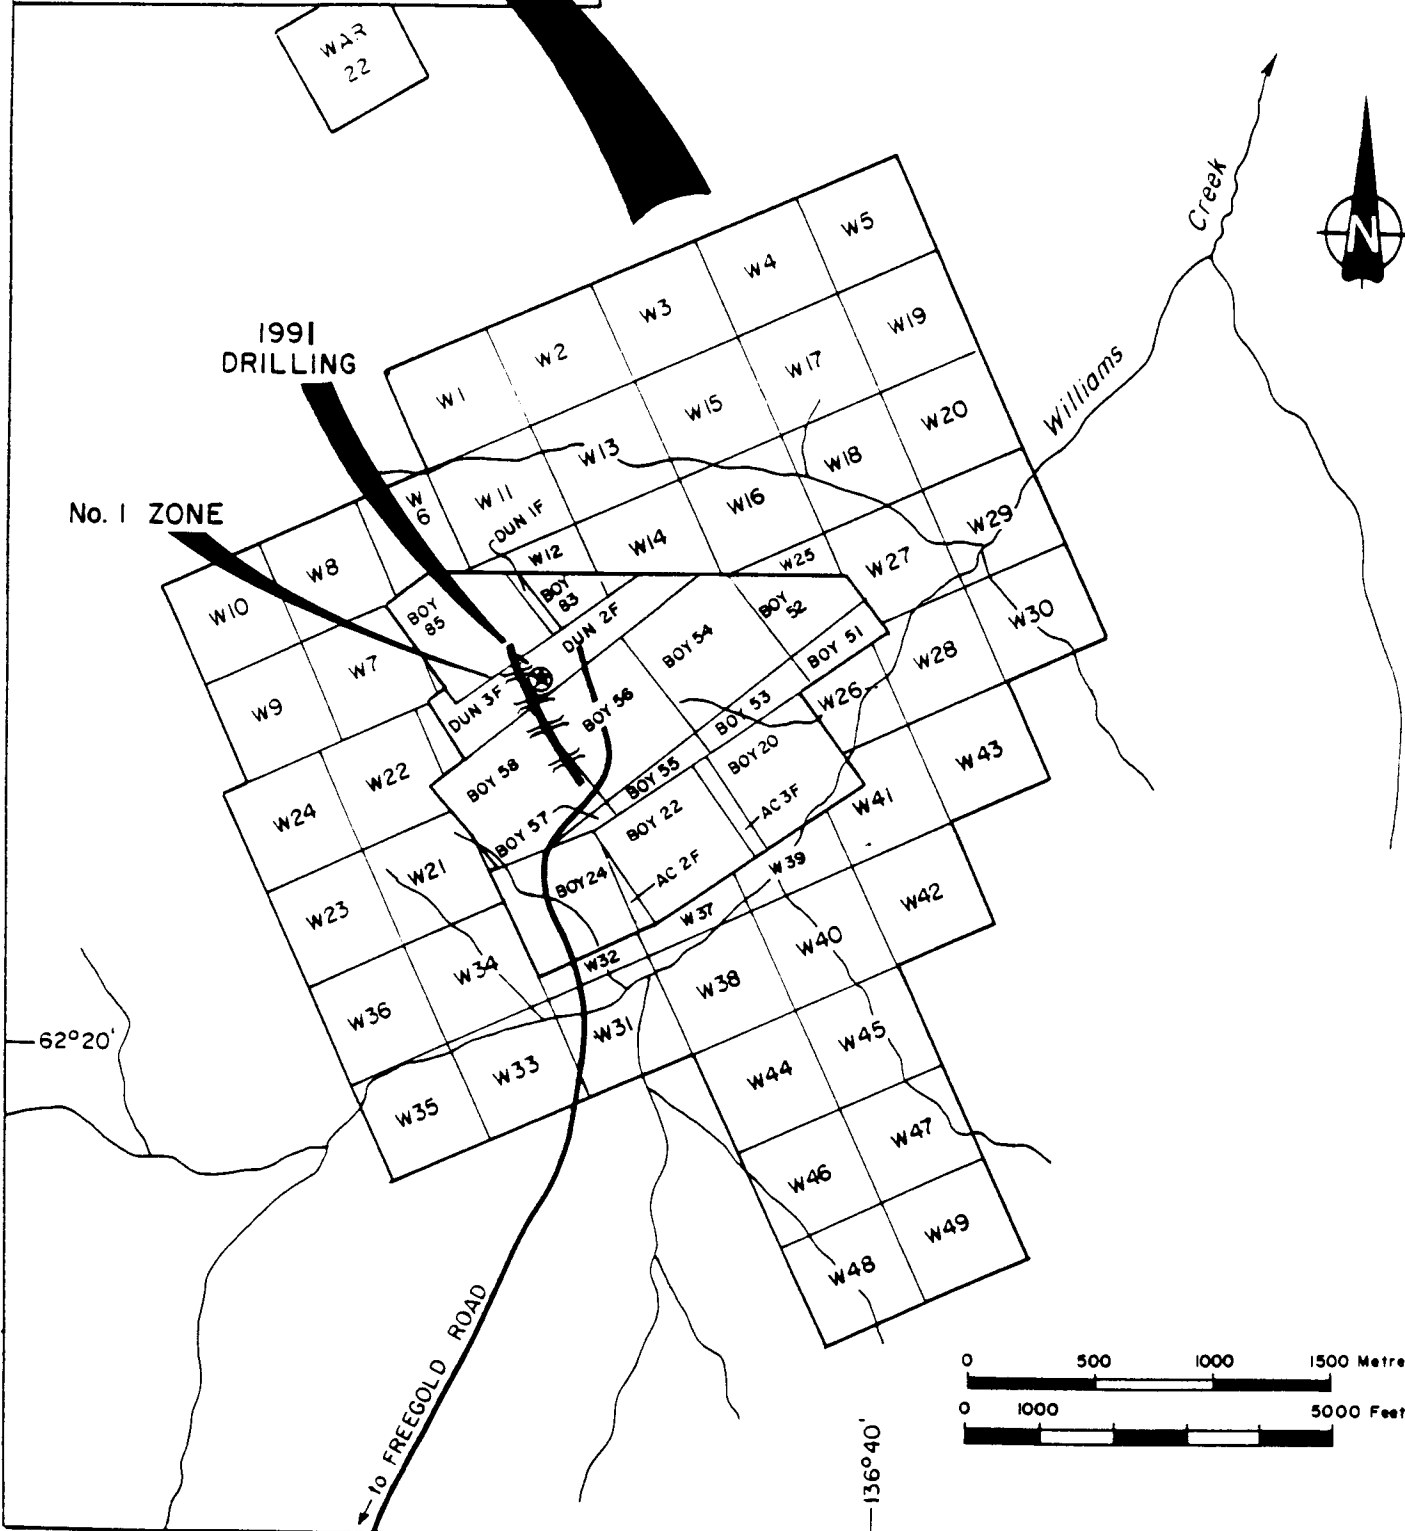 WAR
22
Creek
N
W5
W4
W3
W2
W1
W19
W17
W15
W13
W11
W
6
W20
W18
W16
W14
W12
DUN 1F
1991
DRILLING
No. 1 ZONE
Williams
W29
W27
W25
W30
W28
W26
W8
W10
W7
W9
BOY
85
BOY
83
DUN 2F
DUN 3F
BOY
52
BOY 54
BOY 51
BOY 56
BOY 53
BOY 58
BOY 55
BOY 20
BOY 57
BOY 22
AC 3F
BOY 24
AC 2F
W22
W24
W21
W23
W43
W41
W39
W42
W37
W40
W32
W38
W34
W36
W31
W33
W35
W45
W44
W47
W46
W49
W48
62°20'
to FREEGOLD ROAD
136°40'
0 500 1000 1500 Metre
0 1000 5000 Feet